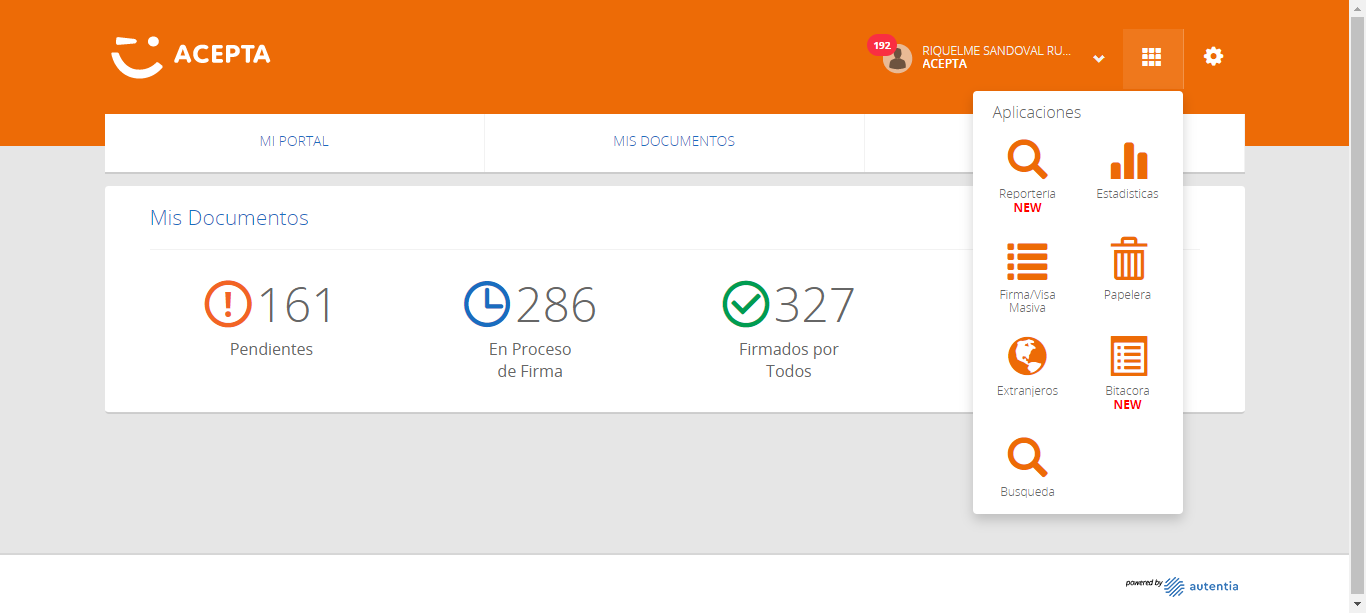 ACEPTA
192
RIQUELME SANDOVAL RU...
ACEPTA
Aplicaciones
Reportería
NEW
Estadisticas
Firma/Visa
Masiva
Papelera
Extranjeros
Bitacora
NEW
Busqueda
MI PORTAL
MIS DOCUMENTOS
Mis Documentos
161
Pendientes
286
En Proceso
de Firma
327
Firmados por
Todos
powered by autentia